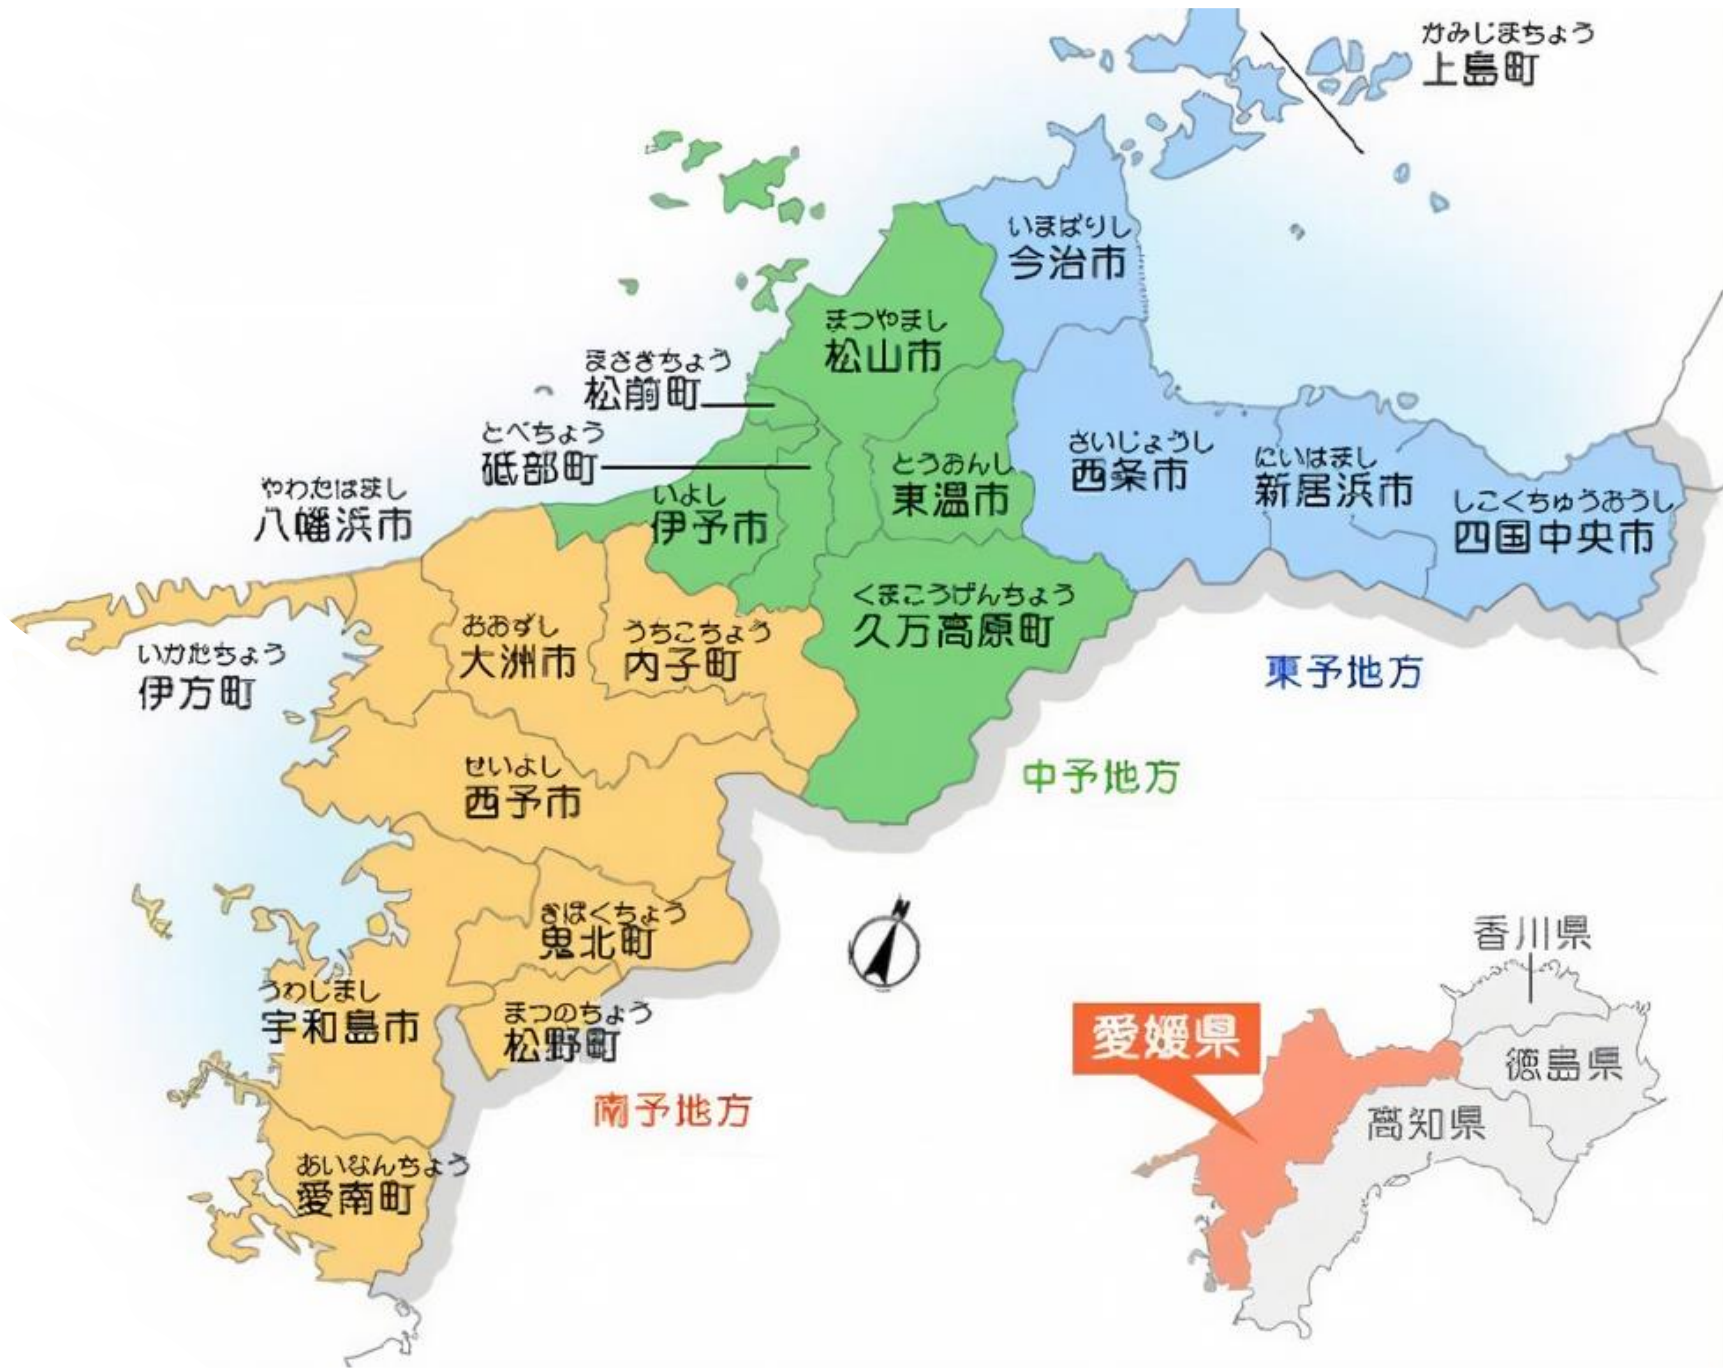 かみじまちょう
上島町
いまばりし
今治市
まつやまし
松山市
まさきちょう
松前町
とべちょう
砥部町
いよし
伊予市
とうおんし
東温市
さいじょうし
西条市
にいはまし
新居浜市
しこくちゅうおうし
四国中央市
やわたはまし
八幡浜市
いかたちょう
伊方町
おおずし
大洲市
うちこちょう
内子町
くまこうげんちょう
久万高原町
東予地方
中予地方
せいよし
西予市
きほくちょう
鬼北町
うわじまし
宇和島市
まつのちょう
松野町
南予地方
あいなんちょう
愛南町
N
香川県
愛媛県
徳島県
高知県